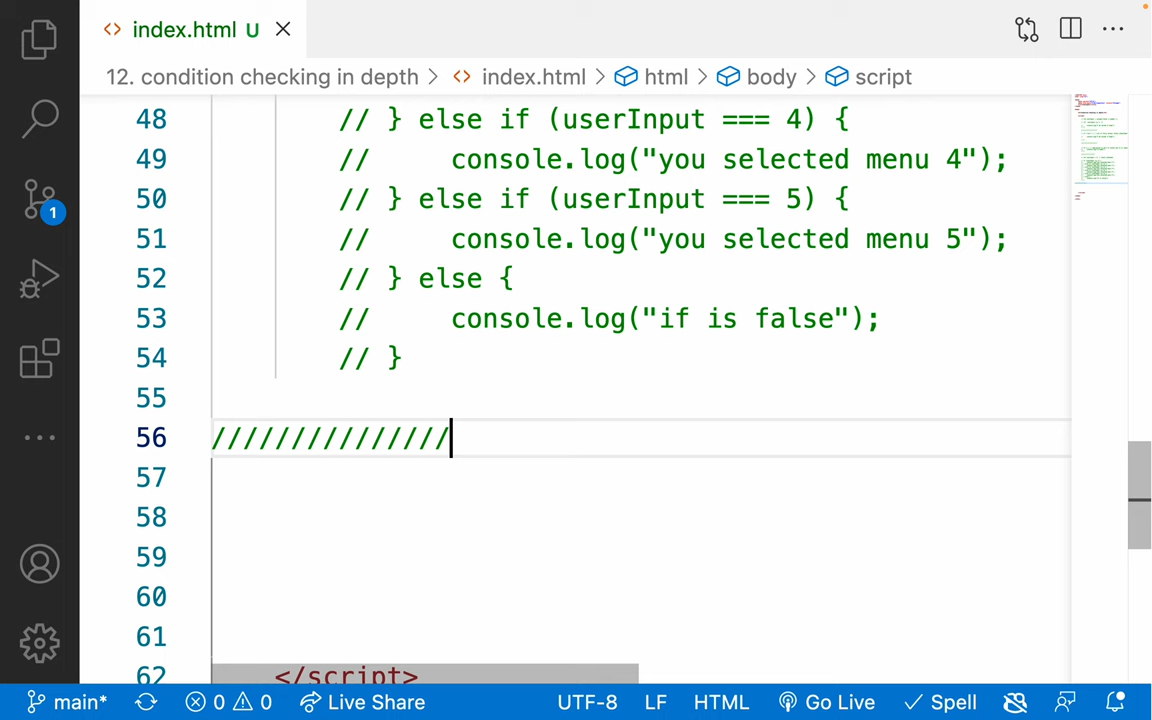 index.html U
12. condition checking in depth > index.html > html > body > script
48 // } else if (userInput === 4) {
49 // console.log("you selected menu 4");
50 // } else if (userInput === 5) {
51 // console.log("you selected menu 5");
52 // } else {
53 // console.log("if is false");
54 // }
55
56 ///////////////
57
58
59
60
61
62 </script>
1
main* 0 0 Live Share UTF-8 LF HTML Go Live Spell